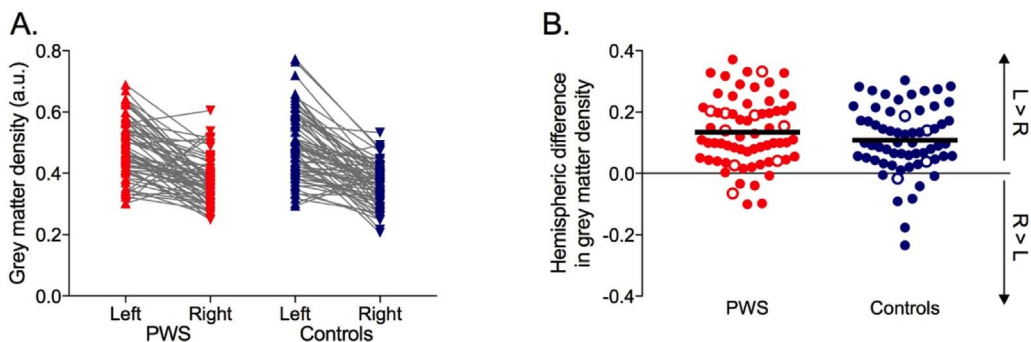 A.
Grey matter density (a.u.)
0.8
0.6
0.4
0.2
0.0
Left
Right
Left
Right
PWS
Controls
B.
Hemispheric difference
in grey matter density
0.4
0.2
0.0
-0.2
-0.4
PWS
Controls
L > R
R > L